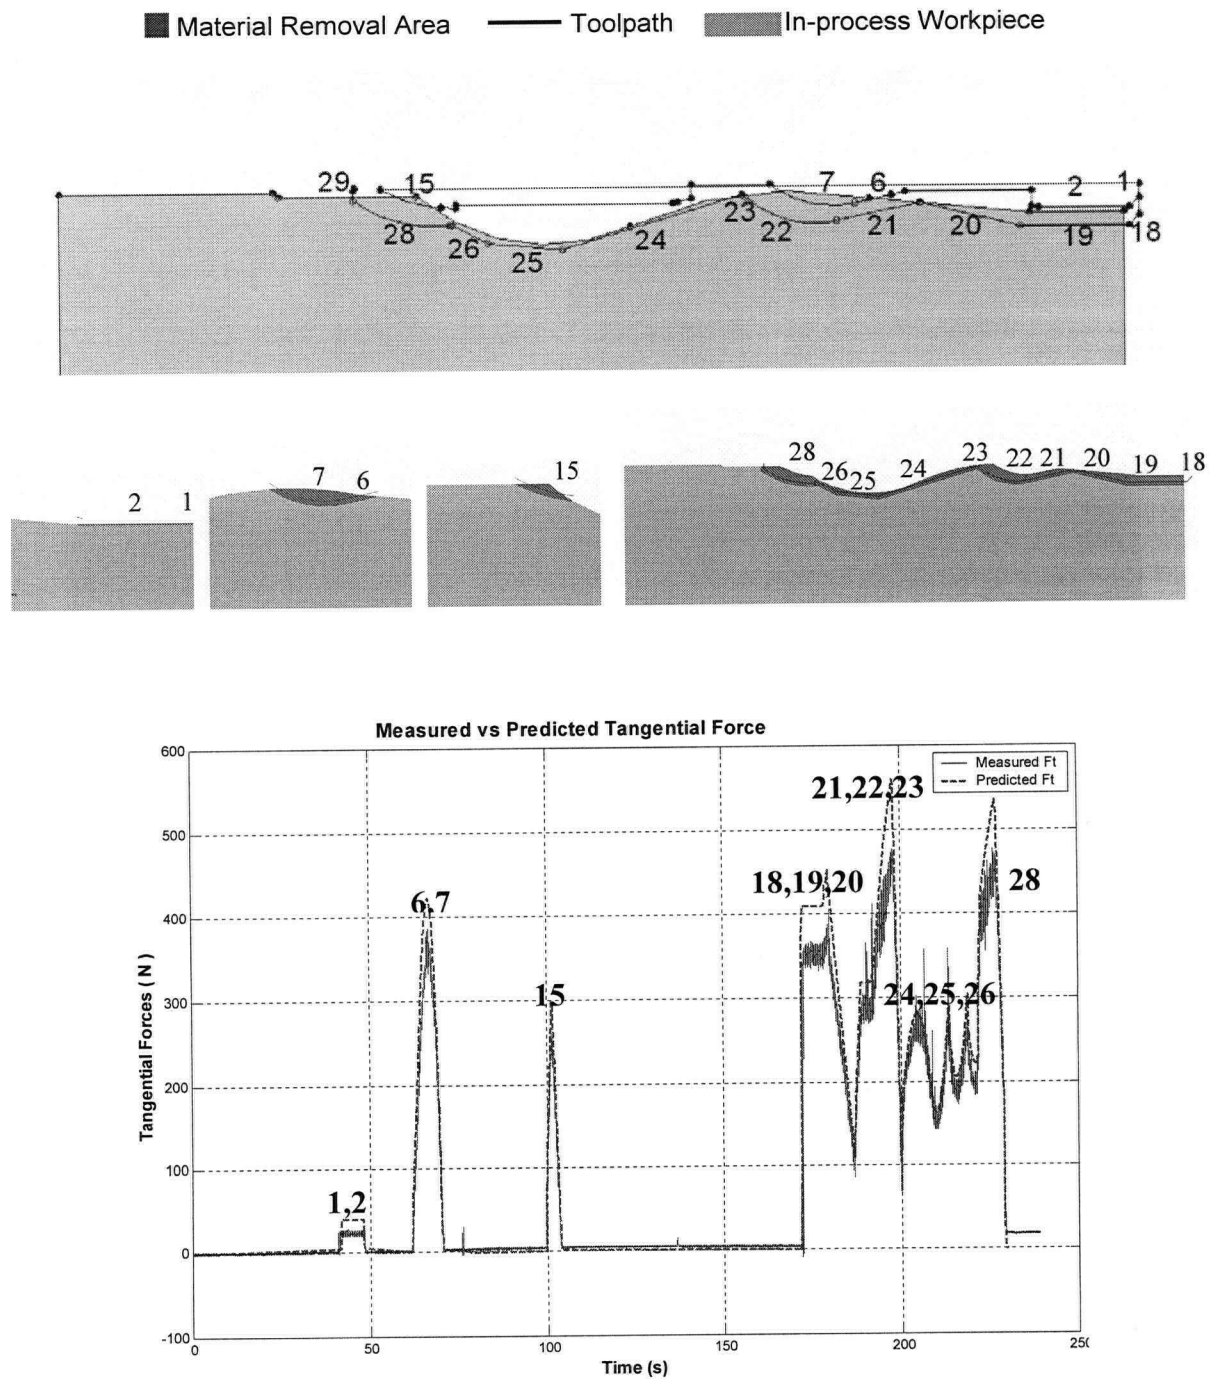 Material Removal Area Toolpath In-process Workpiece
29 15 7 6 2 1
28 26 25 24 23 22 21 20 19 18
7 6 15 28 26 25 24 23 22 21 20 19 18
2 1
Measured vs Predicted Tangential Force
600
500
400
300
200
100
0
-100
Tangential Forces ( N )
Measured Ft
Predicted Ft
21,22,23
18,19,20
28
6,7
15
24,25,26
1,2
0 50 100 150 200 250
Time (s)